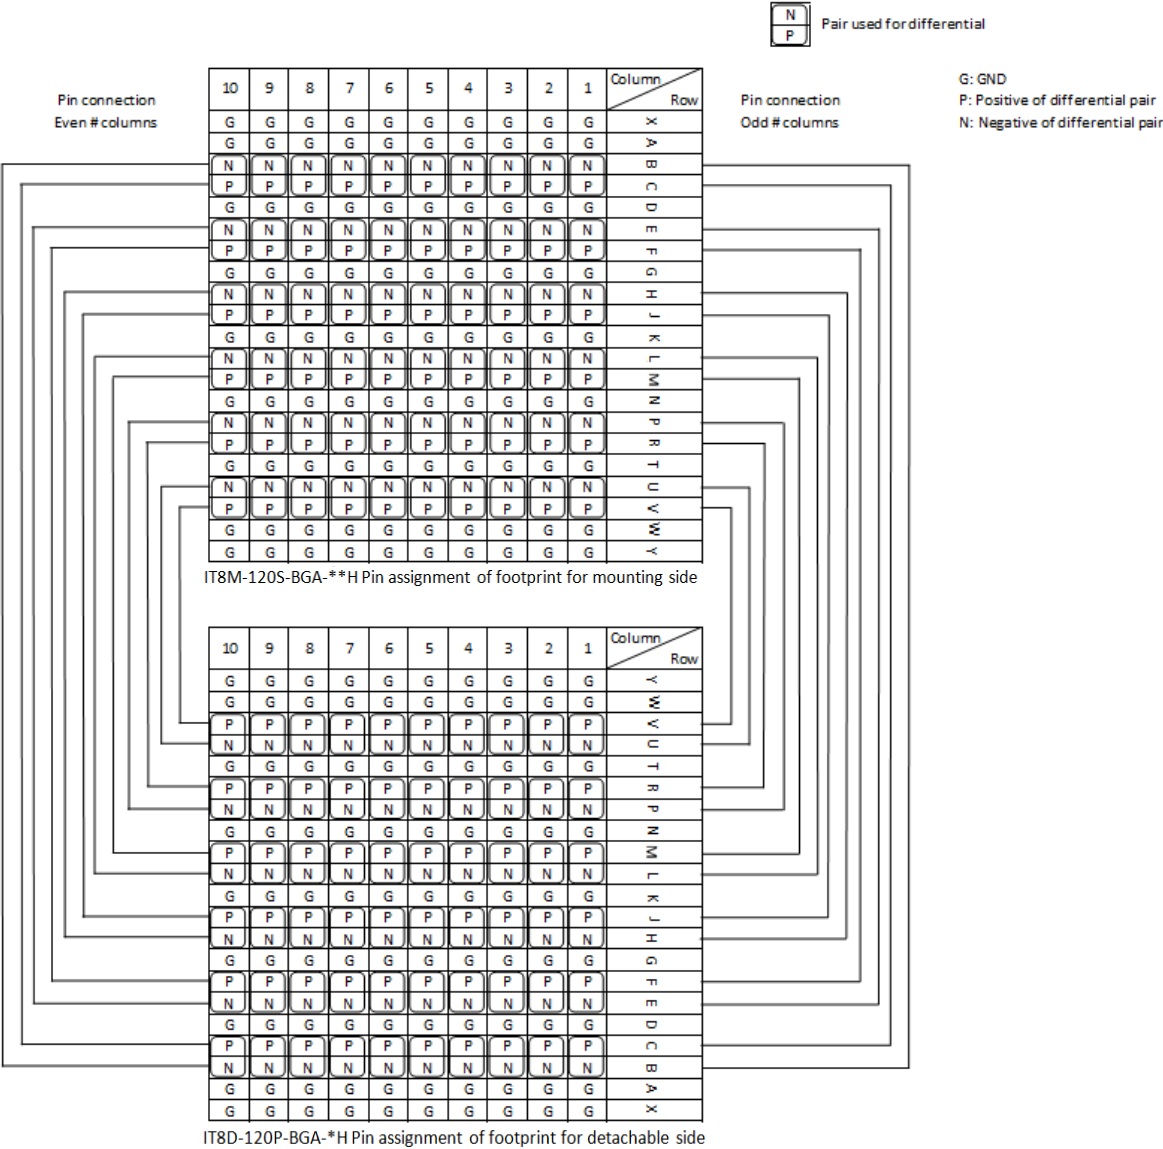 N
P
Pair used for differential
G: GND
P: Positive of differential pair
N: Negative of differential pair
Pin connection
Even # columns
Pin connection
Odd # columns
10 9 8 7 6 5 4 3 2 1 Column Row
G G G G G G G G G G X
G G G G G G G G G G A
N N N N N N N N N N B
P P P P P P P P P P C
G G G G G G G G G G D
N N N N N N N N N N E
P P P P P P P P P P F
G G G G G G G G G G G
N N N N N N N N N N H
P P P P P P P P P P J
G G G G G G G G G G K
N N N N N N N N N N L
P P P P P P P P P P M
G G G G G G G G G G N
N N N N N N N N N N P
P P P P P P P P P P R
G G G G G G G G G G T
N N N N N N N N N N U
P P P P P P P P P P V
G G G G G G G G G G W
G G G G G G G G G G Y
IT8M-120S-BGA-**H Pin assignment of footprint for mounting side
10 9 8 7 6 5 4 3 2 1 Column Row
G G G G G G G G G G Y
G G G G G G G G G G W
P P P P P P P P P P V
N N N N N N N N N N U
G G G G G G G G G G T
P P P P P P P P P P R
N N N N N N N N N N P
G G G G G G G G G G N
P P P P P P P P P P M
N N N N N N N N N N L
G G G G G G G G G G K
P P P P P P P P P P J
N N N N N N N N N N H
G G G G G G G G G G G
P P P P P P P P P P F
N N N N N N N N N N E
G G G G G G G G G G D
P P P P P P P P P P C
N N N N N N N N N N B
G G G G G G G G G G A
G G G G G G G G G G X
IT8D-120P-BGA-*H Pin assignment of footprint for detachable side